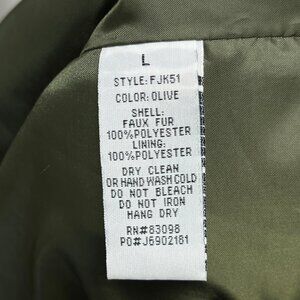 L
STYLE: FJK51
COLOR: OLIVE
SHELL:
FAUX FUR
100%POLYESTER
LINING:
100%POLYESTER
DRY CLEAN
OR HAND WASH COLD
DO NOT BLEACH
DO NOT IRON
HANG DRY
RN#83098
PO#J6902181